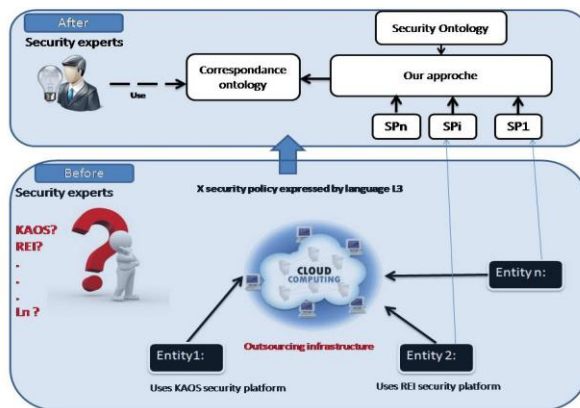 After
Security experts
Use
Correspondance
ontology
Security Ontology
Our approche
SPn
SPi
SP1
Before
Security experts
X security policy expressed by language L3
KAOS?
REI?
.
.
.
Ln ?
CLOUD
COMPUTING
Entity n:
Entity1:
Outsourcing infrastructure
Entity 2:
Uses KAOS security platform
Uses REI security platform